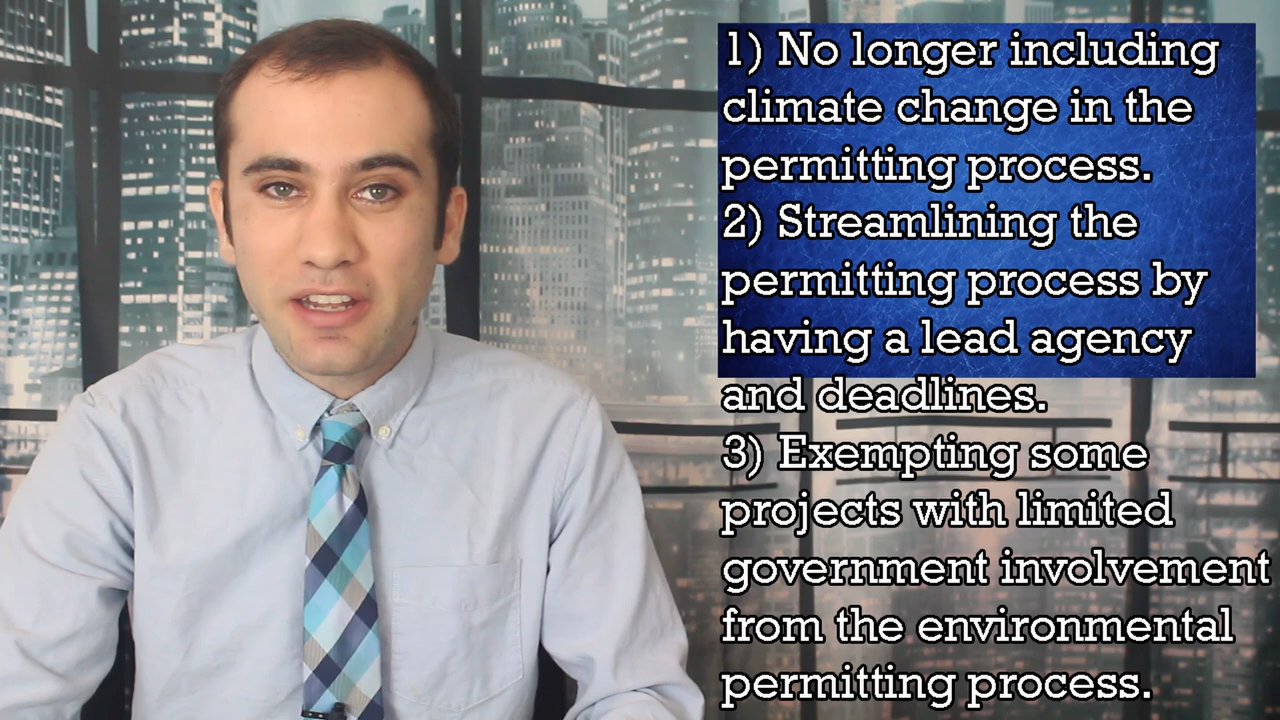 1) No longer including
climate change in the
permitting process.
2) Streamlining the
permitting process by
having a lead agency
and deadlines.
3) Exempting some
projects with limited
government involvement
from the environmental
permitting process.